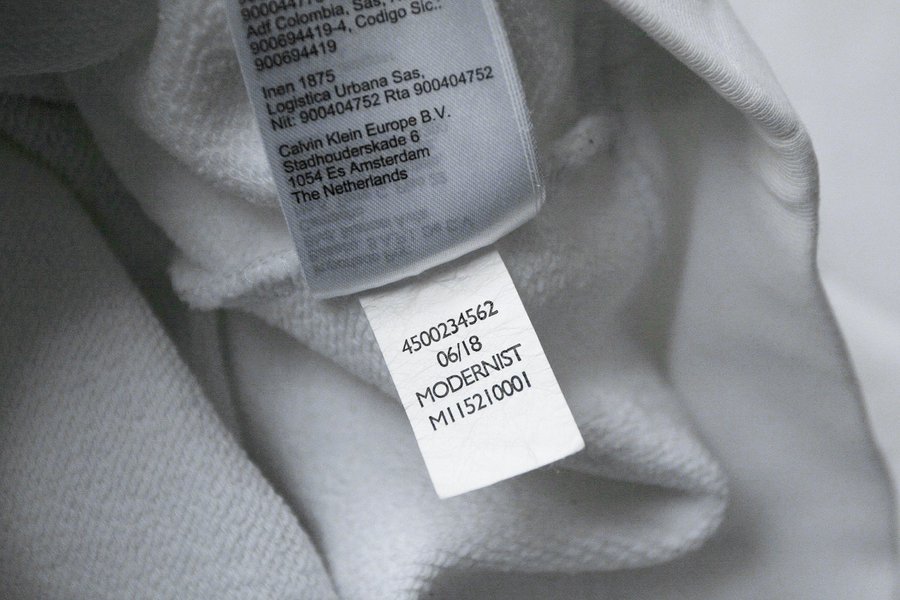 Adf Colombia, Sas,
900694419-4, Codigo Sic.:
900694419
Inen 1875
Logistica Urbana Sas,
Nit: 900404752 Rta 900404752
Calvin Klein Europe B.V.
Stadhouderskade 6
1054 Es Amsterdam
The Netherlands
4500234562
06/18
MODERNIST
M115210001